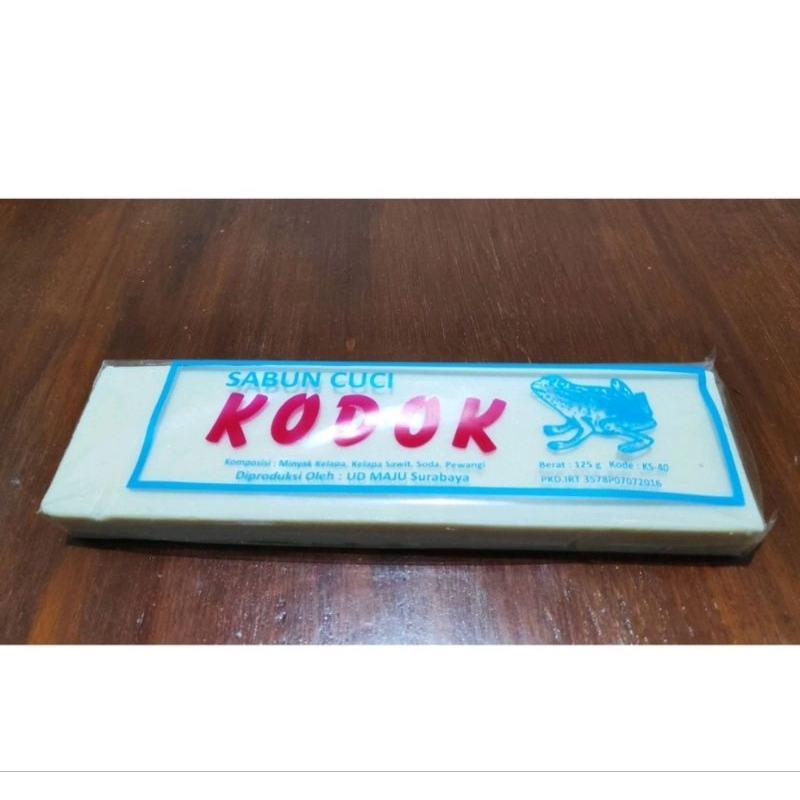 SABUN CUCI
KODOK
Komposisi : Minyak Kelapa, Kelapa Sawit, Soda, Pewangi
Diproduksi Oleh : UD MAJU Surabaya
Berat : 125 g Kode : KS-40
PKD.IRT 3578P07072016